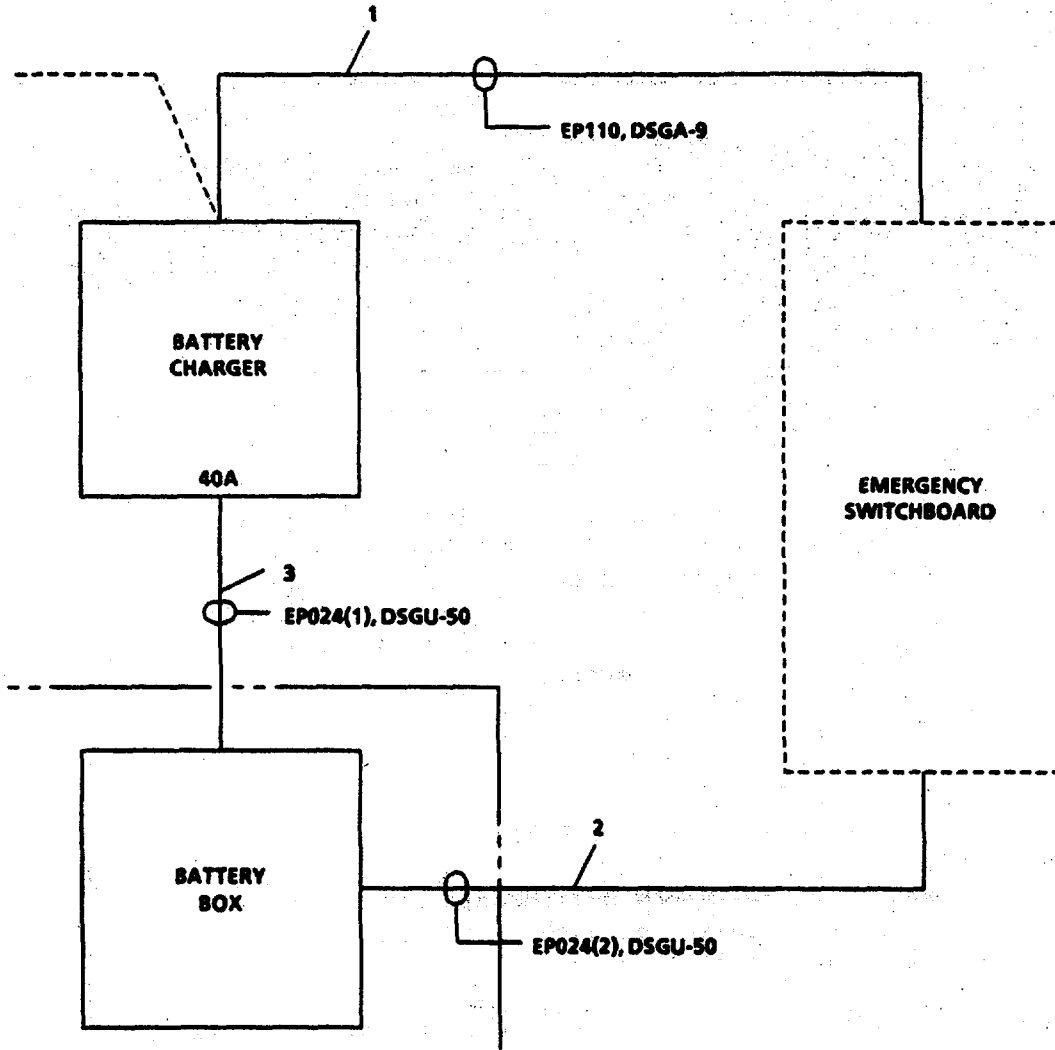 1
EP110, DSGA-9
BATTERY
CHARGER
40A
EMERGENCY
SWITCHBOARD
3
EP024(1), DSGU-50
2
BATTERY
BOX
EP024(2), DSGU-50